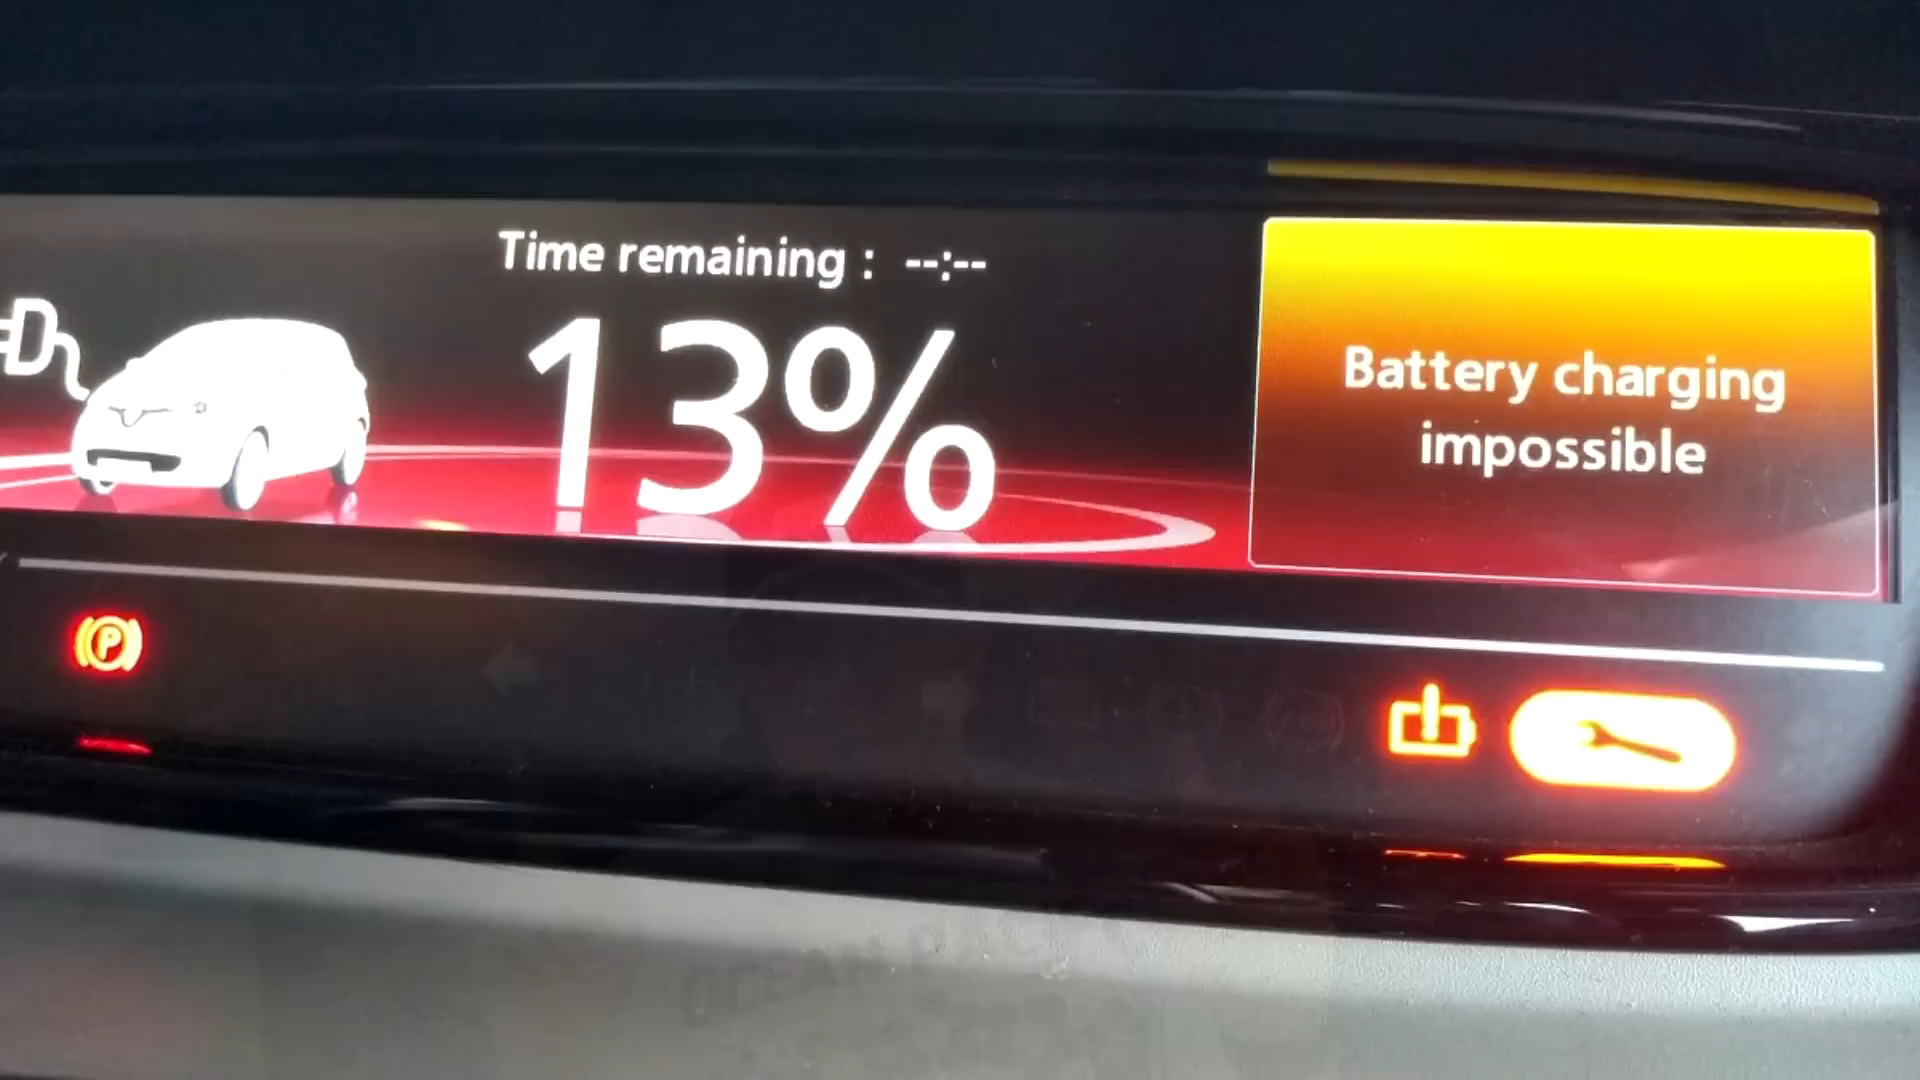 Time remaining : --:--
13%
Battery charging
impossible
P